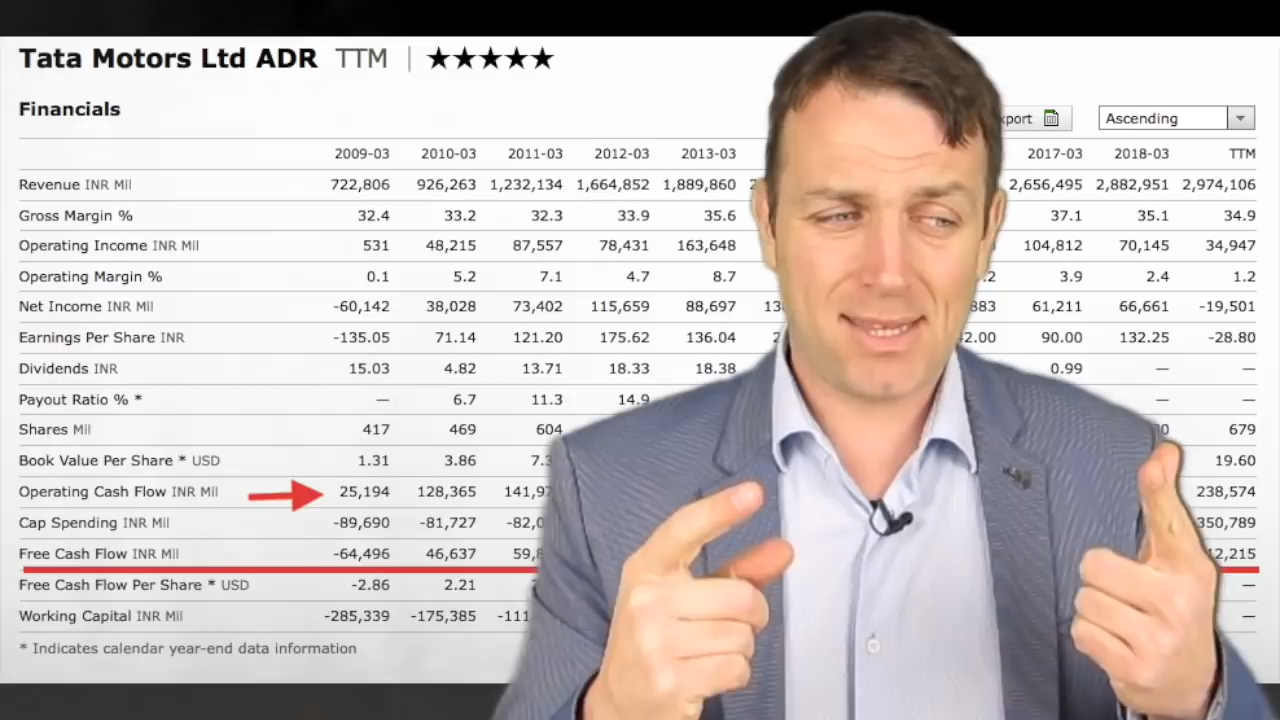 Tata Motors Ltd ADR TTM | ★★★★★
Financials
Ascending
2009-03 2010-03 2011-03 2012-03 2013-03 2017-03 2018-03 TTM
Revenue INR Mil 722,806 926,263 1,232,134 1,664,852 1,889,860 2,656,495 2,882,951 2,974,106
Gross Margin % 32.4 33.2 32.3 33.9 35.6 37.1 35.1 34.9
Operating Income INR Mil 531 48,215 87,557 78,431 163,648 104,812 70,145 34,947
Operating Margin % 0.1 5.2 7.1 4.7 8.7 3.9 2.4 1.2
Net Income INR Mil -60,142 38,028 73,402 115,659 88,697 61,211 66,661 -19,501
Earnings Per Share INR -135.05 71.14 121.20 175.62 136.04 90.00 132.25 -28.80
Dividends INR 15.03 4.82 13.71 18.33 18.38 0.99 — —
Payout Ratio % * — 6.7 11.3 14.9 — —
Shares Mil 417 469 604 679
Book Value Per Share * USD 1.31 3.86 19.60
Operating Cash Flow INR Mil 25,194 128,365 238,574
Cap Spending INR Mil -89,690 -81,727
Free Cash Flow INR Mil -64,496 46,637
Free Cash Flow Per Share * USD -2.86 2.21 —
Working Capital INR Mil -285,339 -175,385 —
* Indicates calendar year-end data information